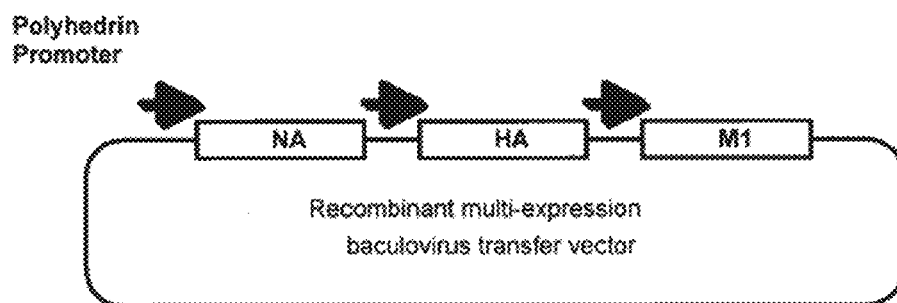 Polyhedrin
Promoter
NA HA M1
Recombinant multi-expression
baculovirus transfer vector